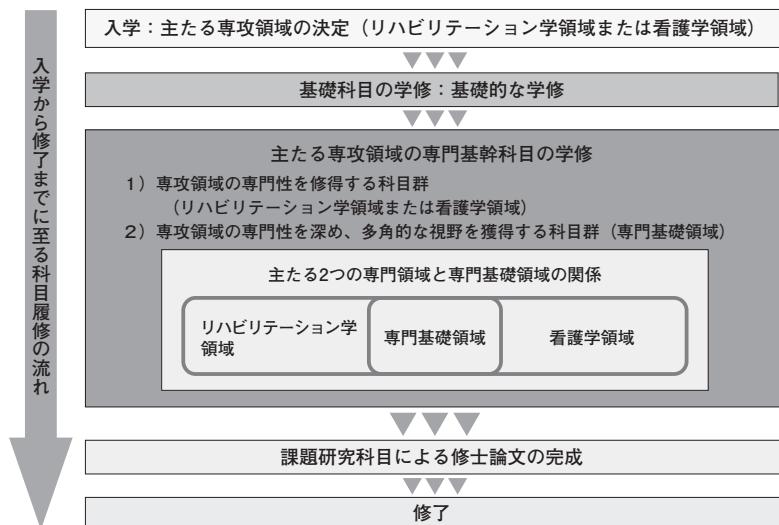 入学：主たる専攻領域の決定（リハビリテーション学領域または看護学領域）
入学から修了までに至る科目履修の流れ
基礎科目の学修：基礎的な学修
主たる専攻領域の専門基幹科目の学修
1）専攻領域の専門性を修得する科目群
（リハビリテーション学領域または看護学領域）
2）専攻領域の専門性を深め、多角的な視野を獲得する科目群（専門基礎領域）
主たる2つの専門領域と専門基礎領域の関係
リハビリテーション学
領域
専門基礎領域
看護学領域
課題研究科目による修士論文の完成
修了